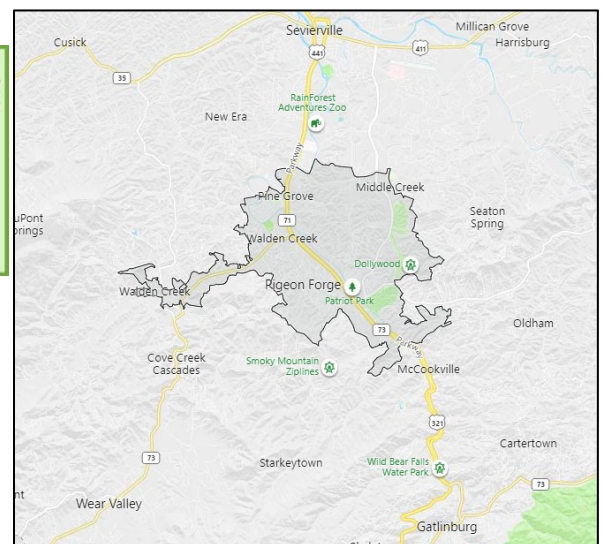 Sevierville
Millican Grove
Harrisburg
Cusick
441
411
35
RainForest
Adventures Zoo
New Era
Parkway
Pine Grove
Middle Creek
71
Seaton
Spring
Walden Creek
Dollywood
Pigeon Forge
Patriot Park
Walden Creek
73
Oldham
Parkway
Cove Creek
Cascades
Smoky Mountain
Ziplines
McCookville
321
Cartertown
73
Starkeytown
Wild Bear Falls
Water Park
73
Wear Valley
Gatlinburg